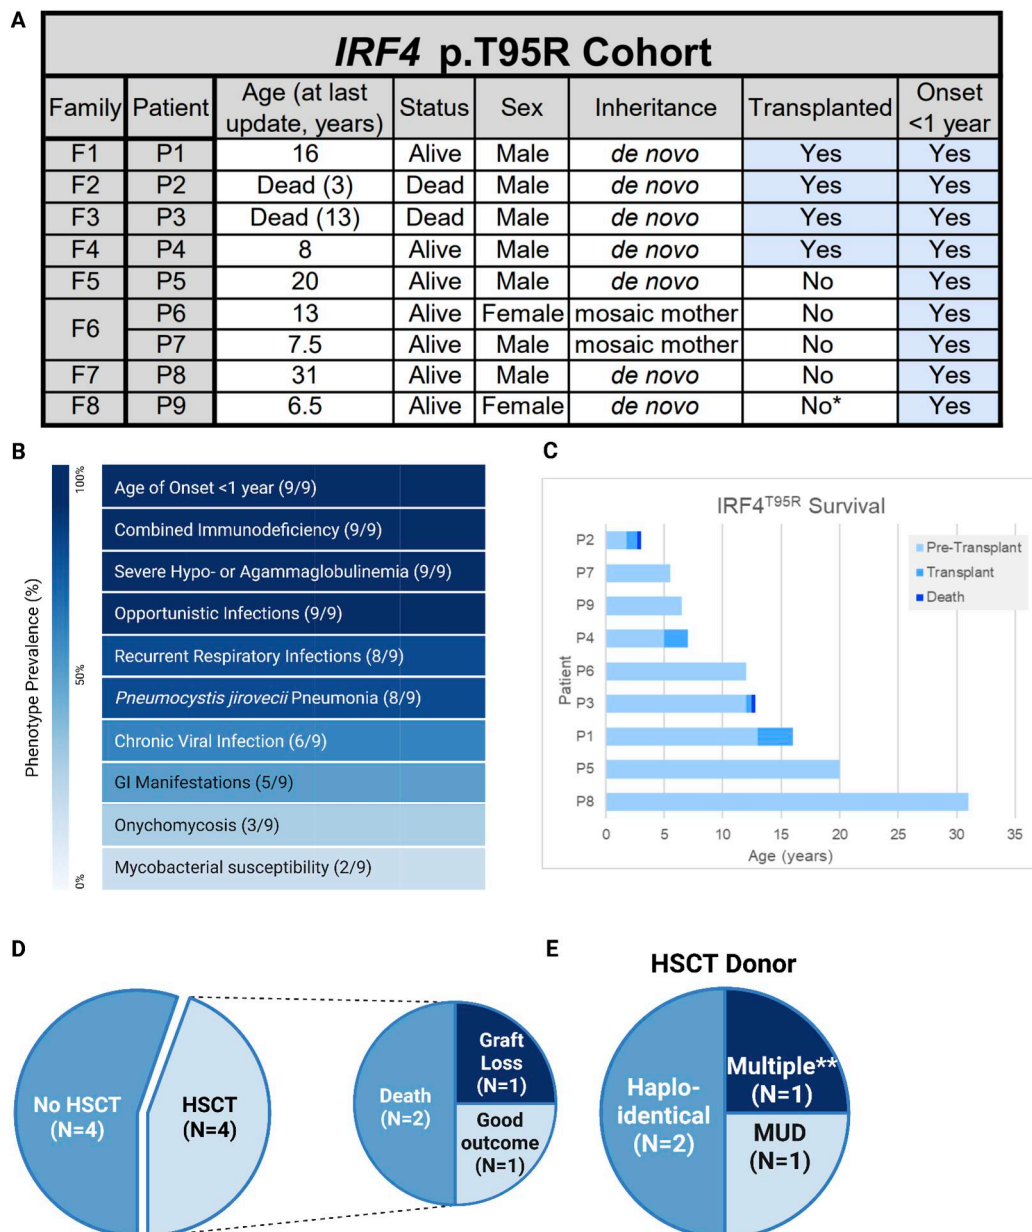 A
IRF4 p.T95R Cohort
Family Patient Age (at last update, years) Status Sex Inheritance Transplanted Onset <1 year
F1 P1 16 Alive Male de novo Yes Yes
F2 P2 Dead (3) Dead Male de novo Yes Yes
F3 P3 Dead (13) Dead Male de novo Yes Yes
F4 P4 8 Alive Male de novo Yes Yes
F5 P5 20 Alive Male de novo No Yes
F6 P6 13 Alive Female mosaic mother No Yes
P7 7.5 Alive Male mosaic mother No Yes
F7 P8 31 Alive Male de novo No Yes
F8 P9 6.5 Alive Female de novo No* Yes
B
Phenotype Prevalence (%)
100%
50%
0%
Age of Onset <1 year (9/9)
Combined Immunodeficiency (9/9)
Severe Hypo- or Agammaglobulinemia (9/9)
Opportunistic Infections (9/9)
Recurrent Respiratory Infections (8/9)
Pneumocystis jirovecii Pneumonia (8/9)
Chronic Viral Infection (6/9)
GI Manifestations (5/9)
Onychomycosis (3/9)
Mycobacterial susceptibility (2/9)
C
IRF4T95R Survival
Pre-Transplant
Transplant
Death
Patient
P2
P7
P9
P4
P6
P3
P1
P5
P8
0 5 10 15 20 25 30 35
Age (years)
D
No HSCT
(N=4)
HSCT
(N=4)
Death
(N=2)
Graft
Loss
(N=1)
Good
outcome
(N=1)
E
HSCT Donor
Haplo-
identical
(N=2)
Multiple**
(N=1)
MUD
(N=1)